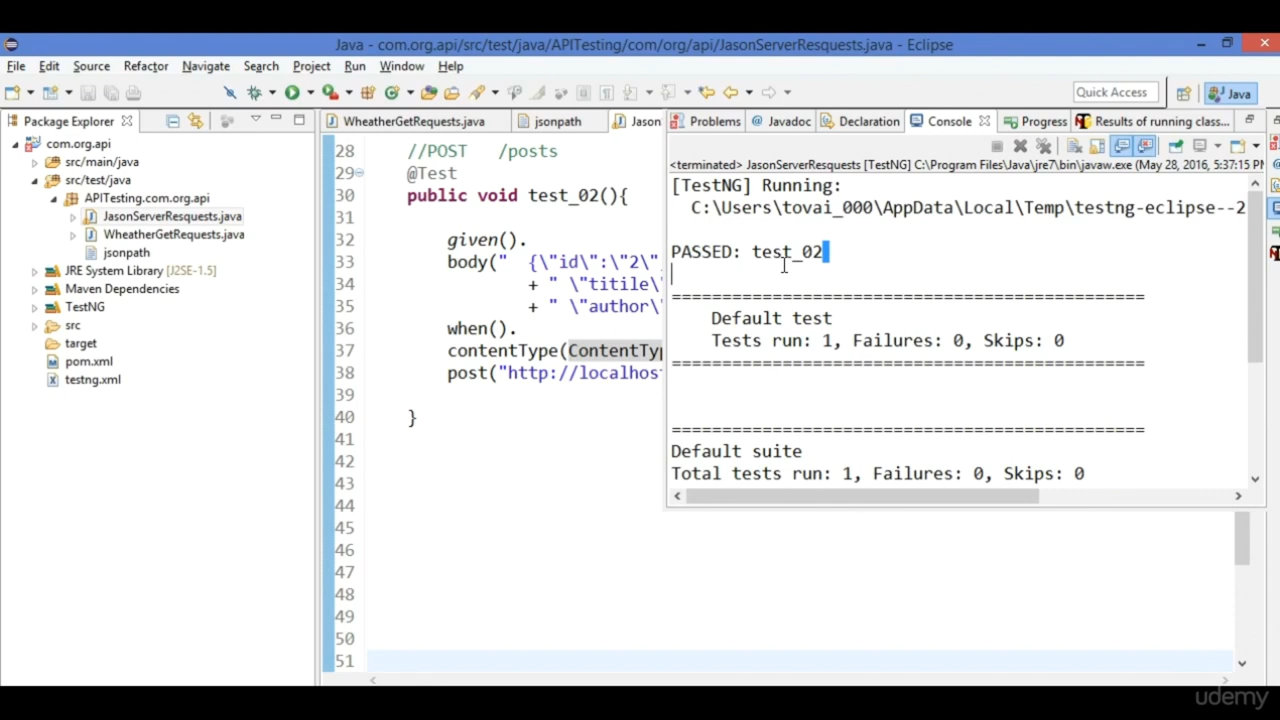 Java - com.org.api/src/test/java/APITesting/com/org/api/JasonServerResquests.java - Eclipse
File Edit Source Refactor Navigate Search Project Run Window Help
Quick Access
Java
Package Explorer
com.org.api
src/main/java
src/test/java
APITesting.com.org.api
JasonServerResquests.java
WheatherGetRequests.java
jsonpath
JRE System Library [J2SE-1.5]
Maven Dependencies
TestNG
src
target
pom.xml
testng.xml
WheatherGetRequests.java jsonpath Jason
28 //POST /posts
29 @Test
30 public void test_02(){
31
32 given().
33 body(" {\"id\":\"2\"
34 + " \"titile\
35 + " \"author\
36 when().
37 contentType(ContentTyp
38 post("http://localhos
39
40 }
41
42
43
44
45
46
47
48
49
50
51
Problems Javadoc Declaration Console Progress Results of running class...
<terminated> JasonServerResquests [TestNG] C:\Program Files\Java\jre7\bin\javaw.exe (May 28, 2016, 5:37:15 PM
[TestNG] Running:
C:\Users\tovai_000\AppData\Local\Temp\testng-eclipse--2
PASSED: test_02
===============================================
Default test
Tests run: 1, Failures: 0, Skips: 0
===============================================
===============================================
Default suite
Total tests run: 1, Failures: 0, Skips: 0
udemy